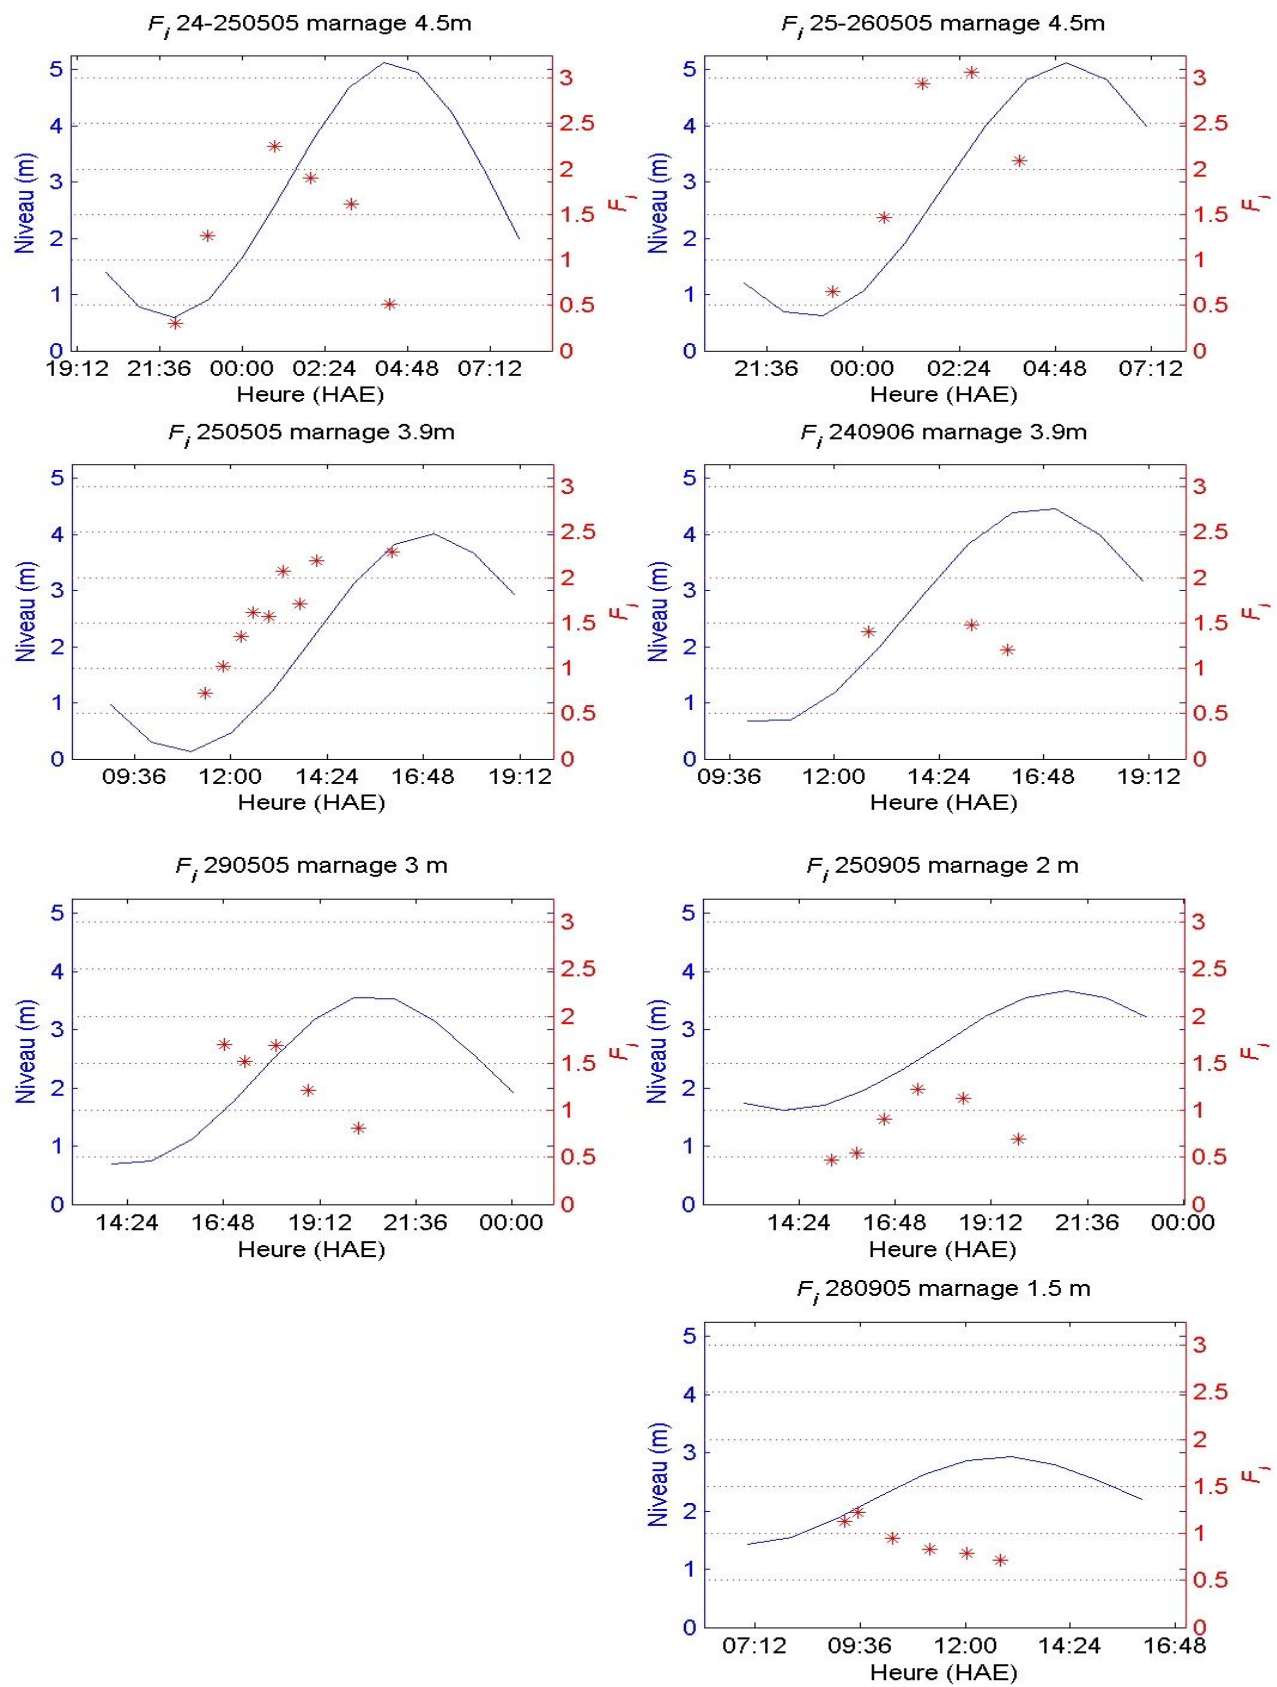 F_i 24-250505 marnage 4.5m
5
4
3
2
1
0
Niveau (m)
3
2.5
2
1.5
1
0.5
0
F_i
19:12 21:36 00:00 02:24 04:48 07:12
Heure (HAE)
F_i 25-260505 marnage 4.5m
5
4
3
2
1
0
Niveau (m)
3
2.5
2
1.5
1
0.5
0
F_i
21:36 00:00 02:24 04:48 07:12
Heure (HAE)
F_i 250505 marnage 3.9m
5
4
3
2
1
0
Niveau (m)
3
2.5
2
1.5
1
0.5
0
F_i
09:36 12:00 14:24 16:48 19:12
Heure (HAE)
F_i 240906 marnage 3.9m
5
4
3
2
1
0
Niveau (m)
3
2.5
2
1.5
1
0.5
0
F_i
09:36 12:00 14:24 16:48 19:12
Heure (HAE)
F_i 290505 marnage 3 m
5
4
3
2
1
0
Niveau (m)
3
2.5
2
1.5
1
0.5
0
F_i
14:24 16:48 19:12 21:36 00:00
Heure (HAE)
F_i 250905 marnage 2 m
5
4
3
2
1
0
Niveau (m)
3
2.5
2
1.5
1
0.5
0
F_i
14:24 16:48 19:12 21:36 00:00
Heure (HAE)
F_i 280905 marnage 1.5 m
5
4
3
2
1
0
Niveau (m)
3
2.5
2
1.5
1
0.5
0
F_i
07:12 09:36 12:00 14:24 16:48
Heure (HAE)